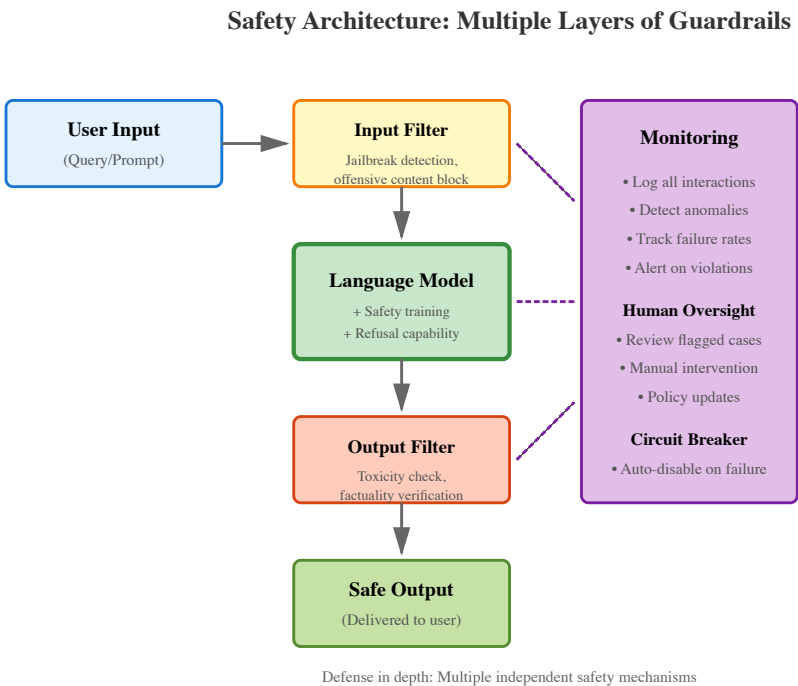 Safety Architecture: Multiple Layers of Guardrails
User Input
(Query/Prompt)
Input Filter
Jailbreak detection,
offensive content block
Language Model
+ Safety training
+ Refusal capability
Output Filter
Toxicity check,
factuality verification
Safe Output
(Delivered to user)
Monitoring
• Log all interactions
• Detect anomalies
• Track failure rates
• Alert on violations
Human Oversight
• Review flagged cases
• Manual intervention
• Policy updates
Circuit Breaker
• Auto-disable on failure
Defense in depth: Multiple independent safety mechanisms